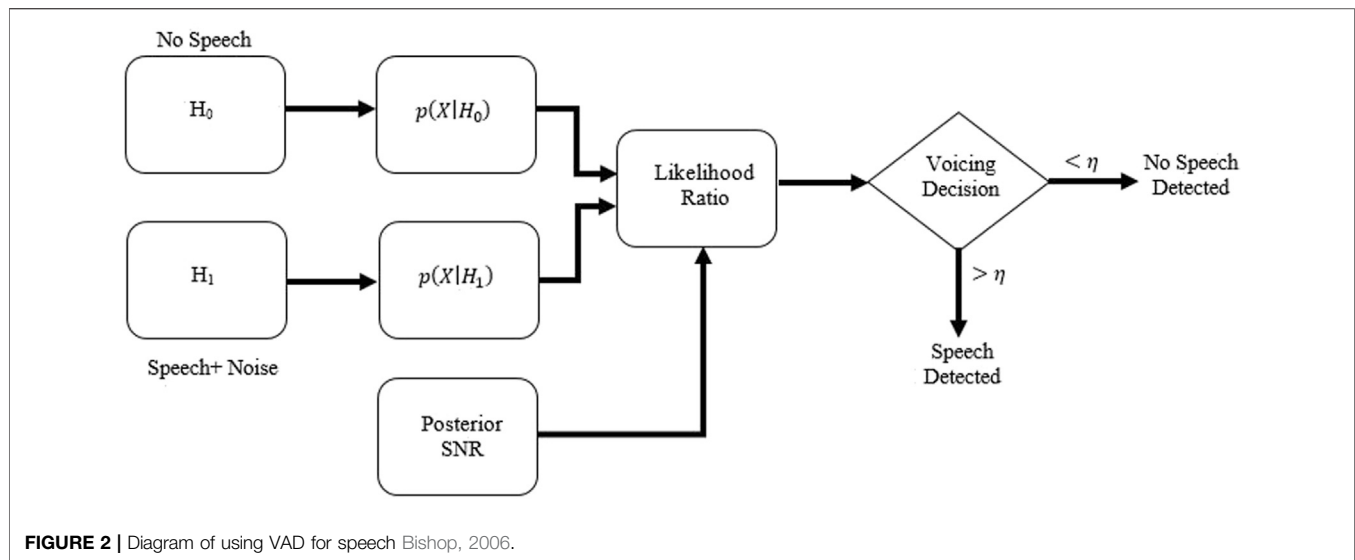 No Speech
H₀
p(X|H₀)
H₁
p(X|H₁)
Speech+ Noise
Posterior
SNR
Likelihood
Ratio
Voicing
Decision
< η
No Speech
Detected
> η
Speech
Detected
FIGURE 2 | Diagram of using VAD for speech Bishop, 2006.